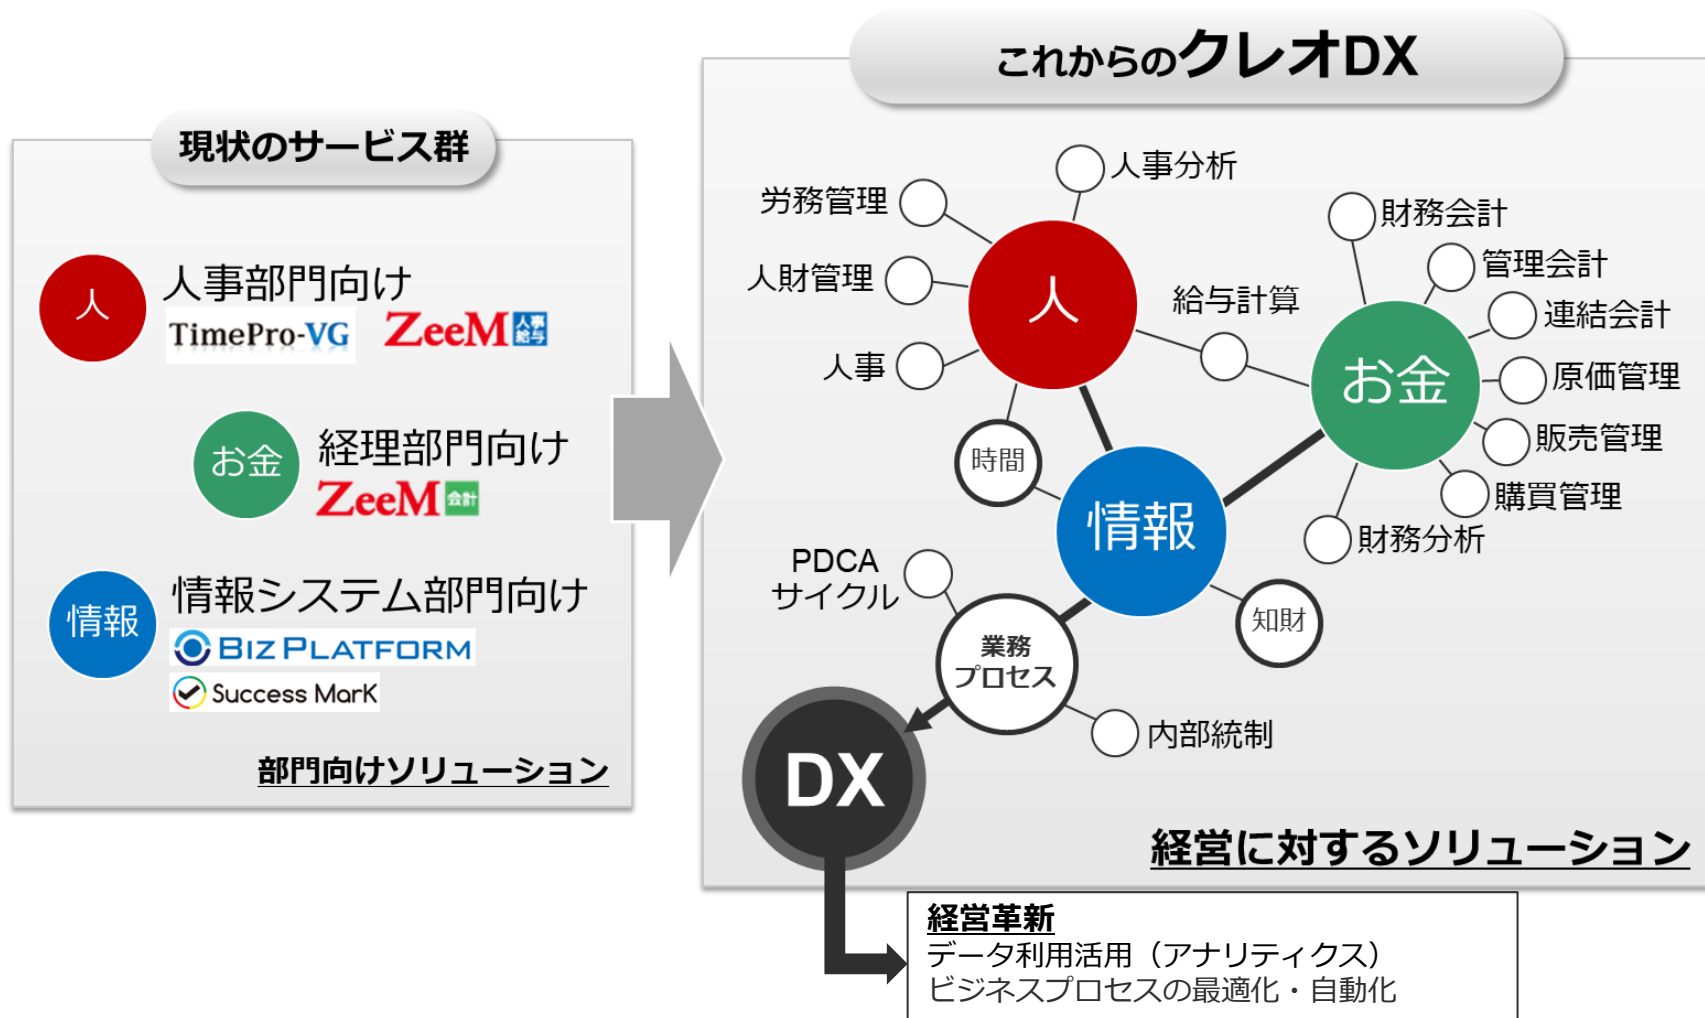 現状のサービス群
人
人事部門向け
TimePro-VG
ZeeM 人事給与
お金
経理部門向け
ZeeM 会計
情報
情報システム部門向け
BIZ PLATFORM
Success MarK
部門向けソリューション
これからのクレオDX
人事分析
労務管理
人財管理
人事
人
給与計算
財務会計
管理会計
連結会計
原価管理
販売管理
購買管理
財務分析
お金
時間
情報
知財
PDCA
サイクル
業務
プロセス
内部統制
DX
経営に対するソリューション
経営革新
データ利用活用（アナリティクス）
ビジネスプロセスの最適化・自動化